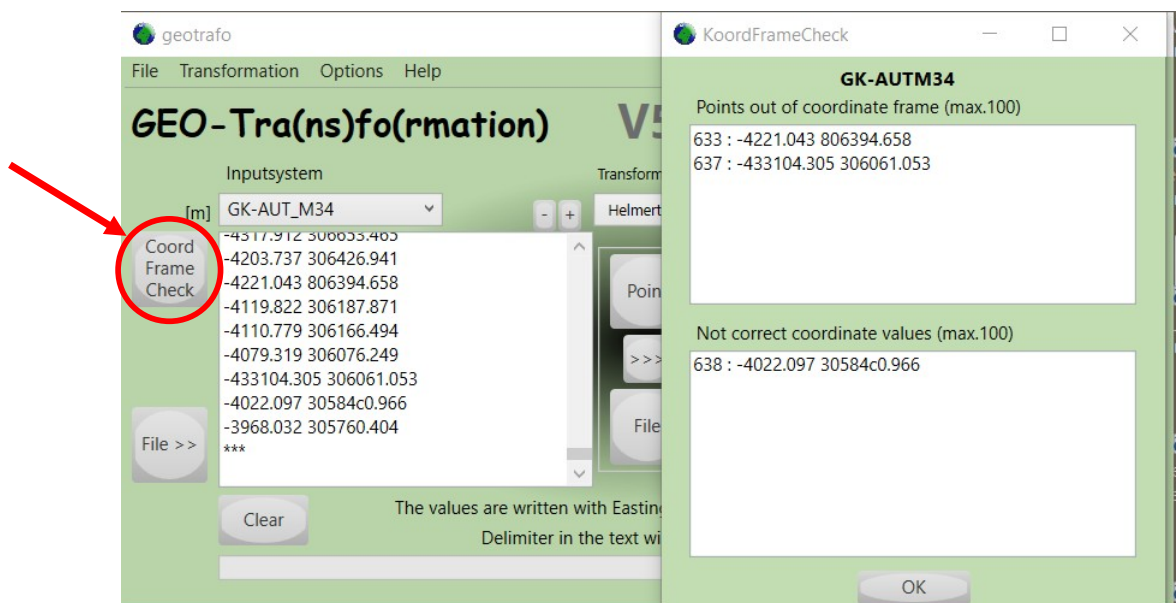 geotrafo
File Transformation Options Help
GEO-Tra(ns)fo(rmation)
Inputsystem
[m]
GK-AUT_M34
- +
Helmert
Coord
Frame
Check
-4317.912 306653.465
-4203.737 306426.941
-4221.043 806394.658
-4119.822 306187.871
-4110.779 306166.494
-4079.319 306076.249
-433104.305 306061.053
-4022.097 30584c0.966
-3968.032 305760.404
***
>>>
File
File >>
Clear
The values are written with
Delimiter in the text
KoordFrameCheck
GK-AUTM34
Points out of coordinate frame (max.100)
633 : -4221.043 806394.658
637 : -433104.305 306061.053
Not correct coordinate values (max.100)
638 : -4022.097 30584c0.966
OK